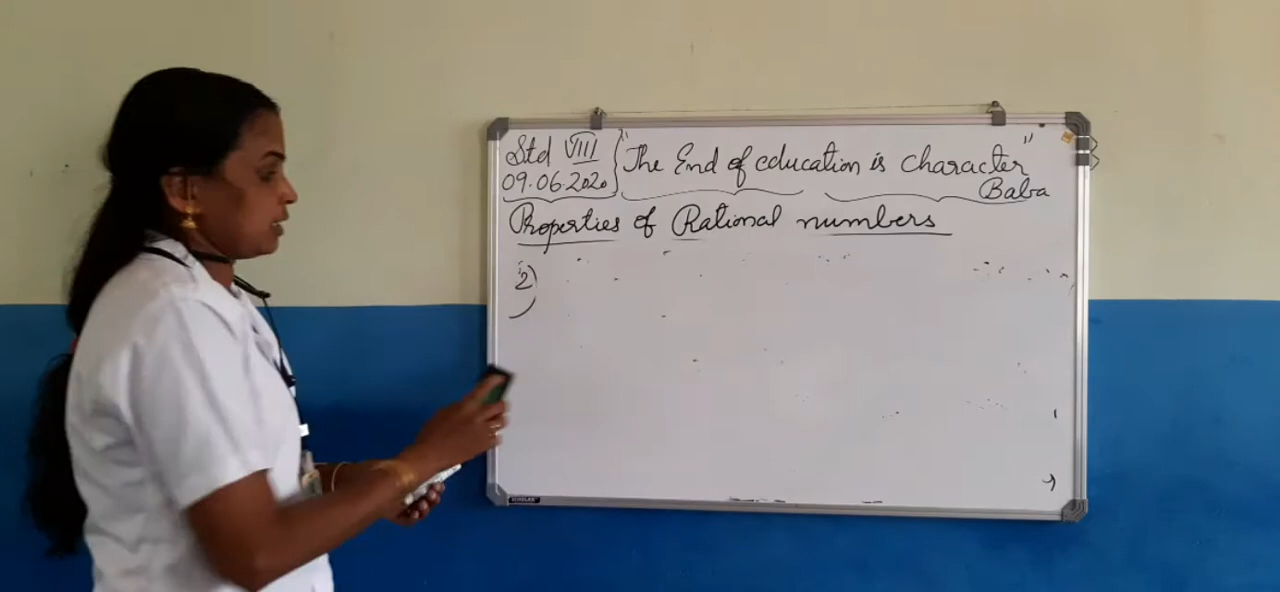 Std VIII
09.06.2020
"The End of education is character"
Baba
Properties of Rational numbers
2)